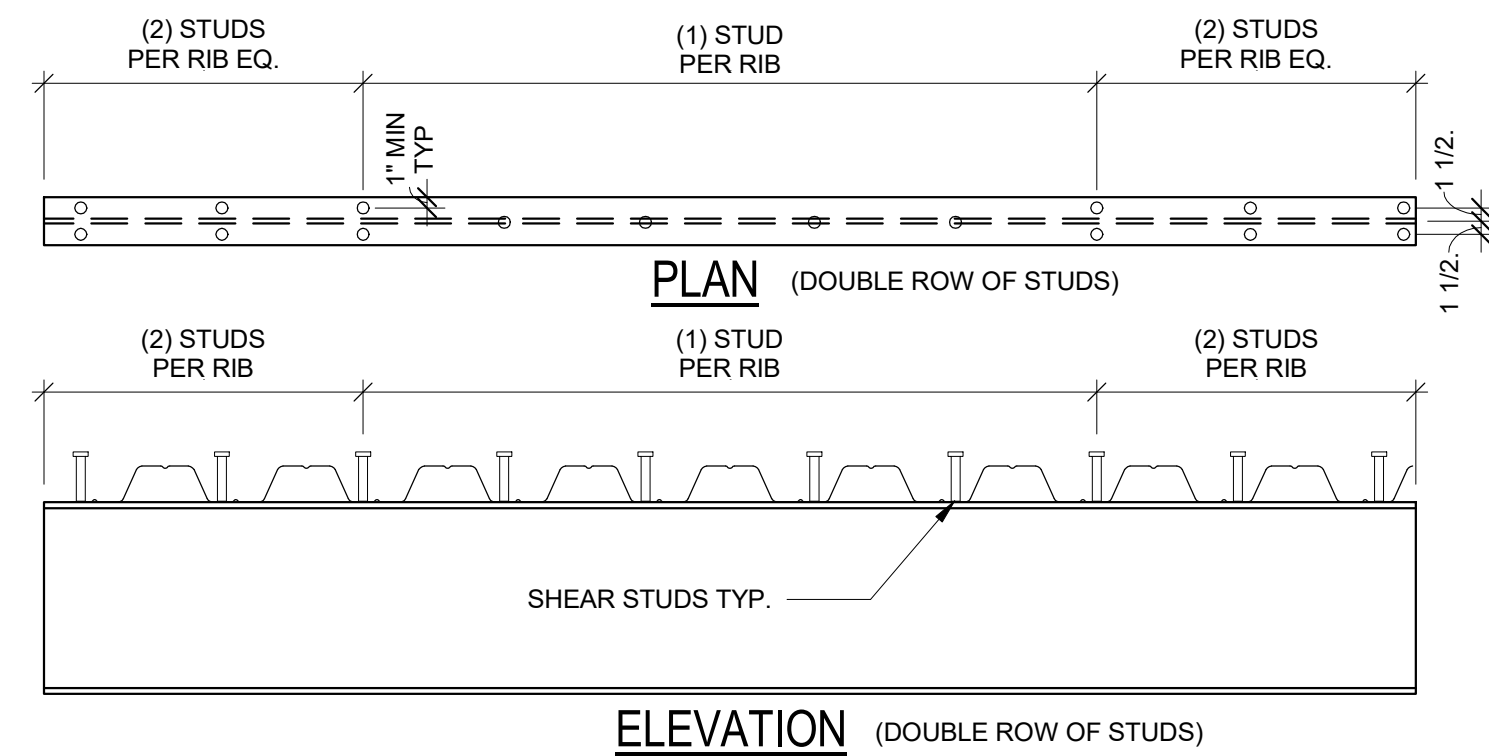 (2) STUDS
PER RIB EQ.
(1) STUD
PER RIB
(2) STUDS
PER RIB EQ.
1" MIN
TYP
1 1/2.
1 1/2.
PLAN (DOUBLE ROW OF STUDS)
(2) STUDS
PER RIB
(1) STUD
PER RIB
(2) STUDS
PER RIB
SHEAR STUDS TYP.
ELEVATION (DOUBLE ROW OF STUDS)